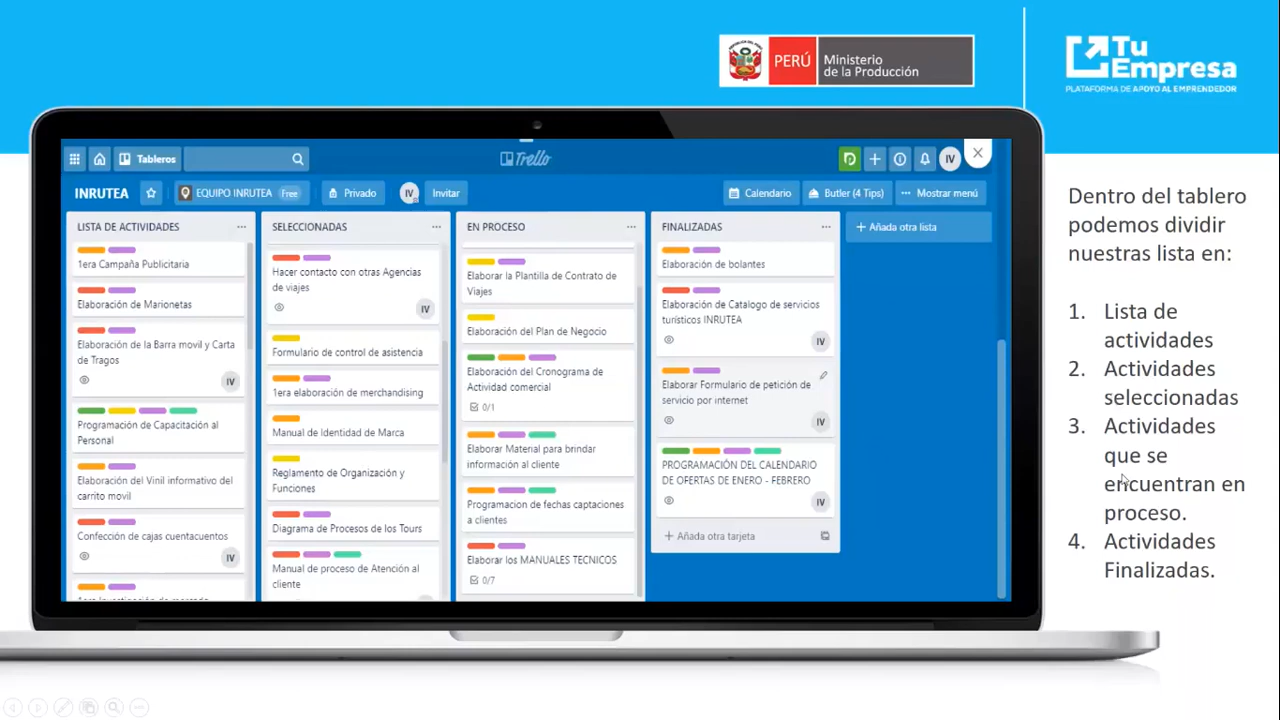 PERÚ
Ministerio
de la Producción
Tu
Empresa
PLATAFORMA DE APOYO AL EMPRENDEDOR
Tableros
Trello
IV
INRUTEA
EQUIPO INRUTEA Free
Privado
IV
Invitar
Calendario
Butler (4 Tips)
Mostrar menú
LISTA DE ACTIVIDADES
1era Campaña Publicitaria
Elaboración de Marionetas
Elaboración de la Barra movil y Carta
de Tragos
IV
Programación de Capacitación al
Personal
Elaboración del Vinil informativo del
carrito movil
Confección de cajas cuentacuentos
IV
SELECCIONADAS
Hacer contacto con otras Agencias
de viajes
IV
Formulario de control de asistencia
1era elaboración de merchandising
Manual de Identidad de Marca
Reglamento de Organización y
Funciones
Diagrama de Procesos de los Tours
Manual de proceso de Atención al
cliente
EN PROCESO
Elaborar la Plantilla de Contrato de
Viajes
Elaboración del Plan de Negocio
Elaboración del Cronograma de
Actividad comercial
0/1
Elaborar Material para brindar
información al cliente
Programacion de fechas captaciones
a clientes
Elaborar los MANUALES TECNICOS
0/7
FINALIZADAS
Elaboración de bolantes
Elaboración de Catalogo de servicios
turísticos INRUTEA
IV
Elaborar Formulario de petición de
servicio por internet
IV
PROGRAMACIÓN DEL CALENDARIO
DE OFERTAS DE ENERO - FEBRERO
IV
+ Añada otra tarjeta
+ Añada otra lista
Dentro del tablero
podemos dividir
nuestras lista en:
1. Lista de
actividades
2. Actividades
seleccionadas
3. Actividades
que se
encuentran en
proceso.
4. Actividades
Finalizadas.